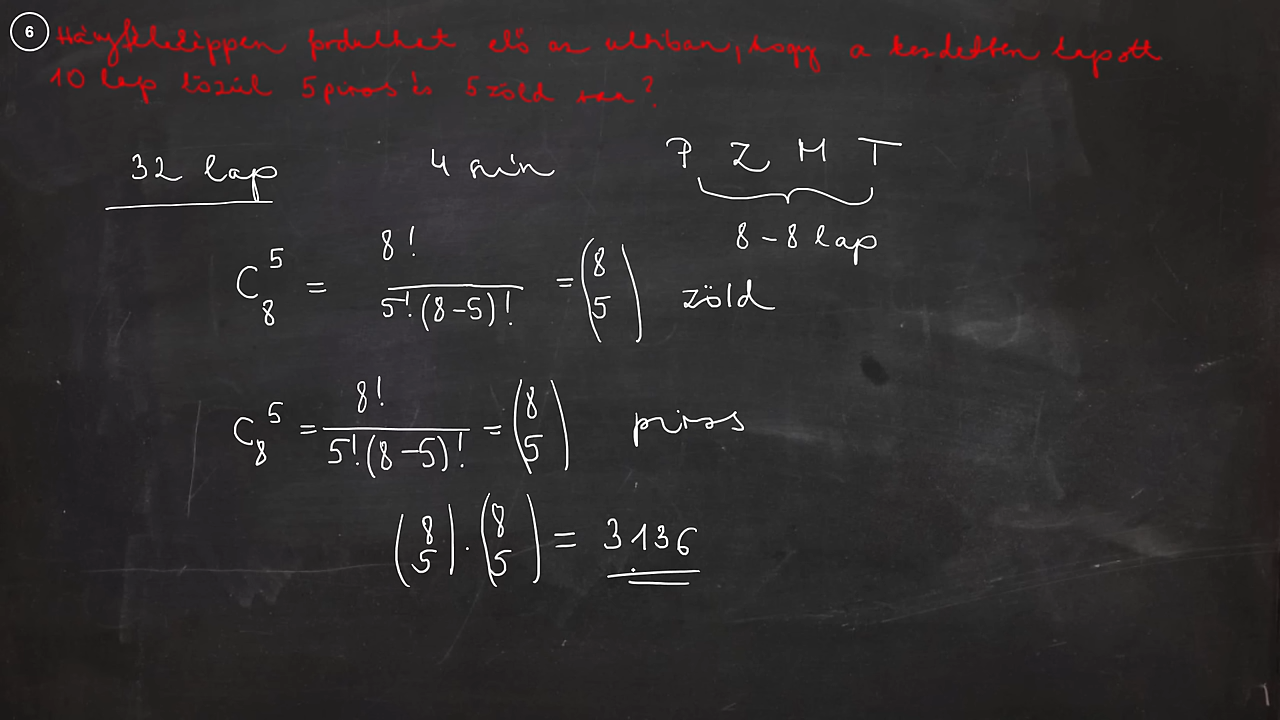 6 Hányféleképpen fordulhat elő az ultiban, hogy a kezdetben kapott
10 lap közül 5 piros és 5 zöld van?
32 lap 4 szín P Z M T
8-8 lap
C_8^5 = 8! / 5!·(8-5)! = (8 5) zöld
C_8^5 = 8! / 5!·(8-5)! = (8 5) piros
(8 5) · (8 5) = 3136